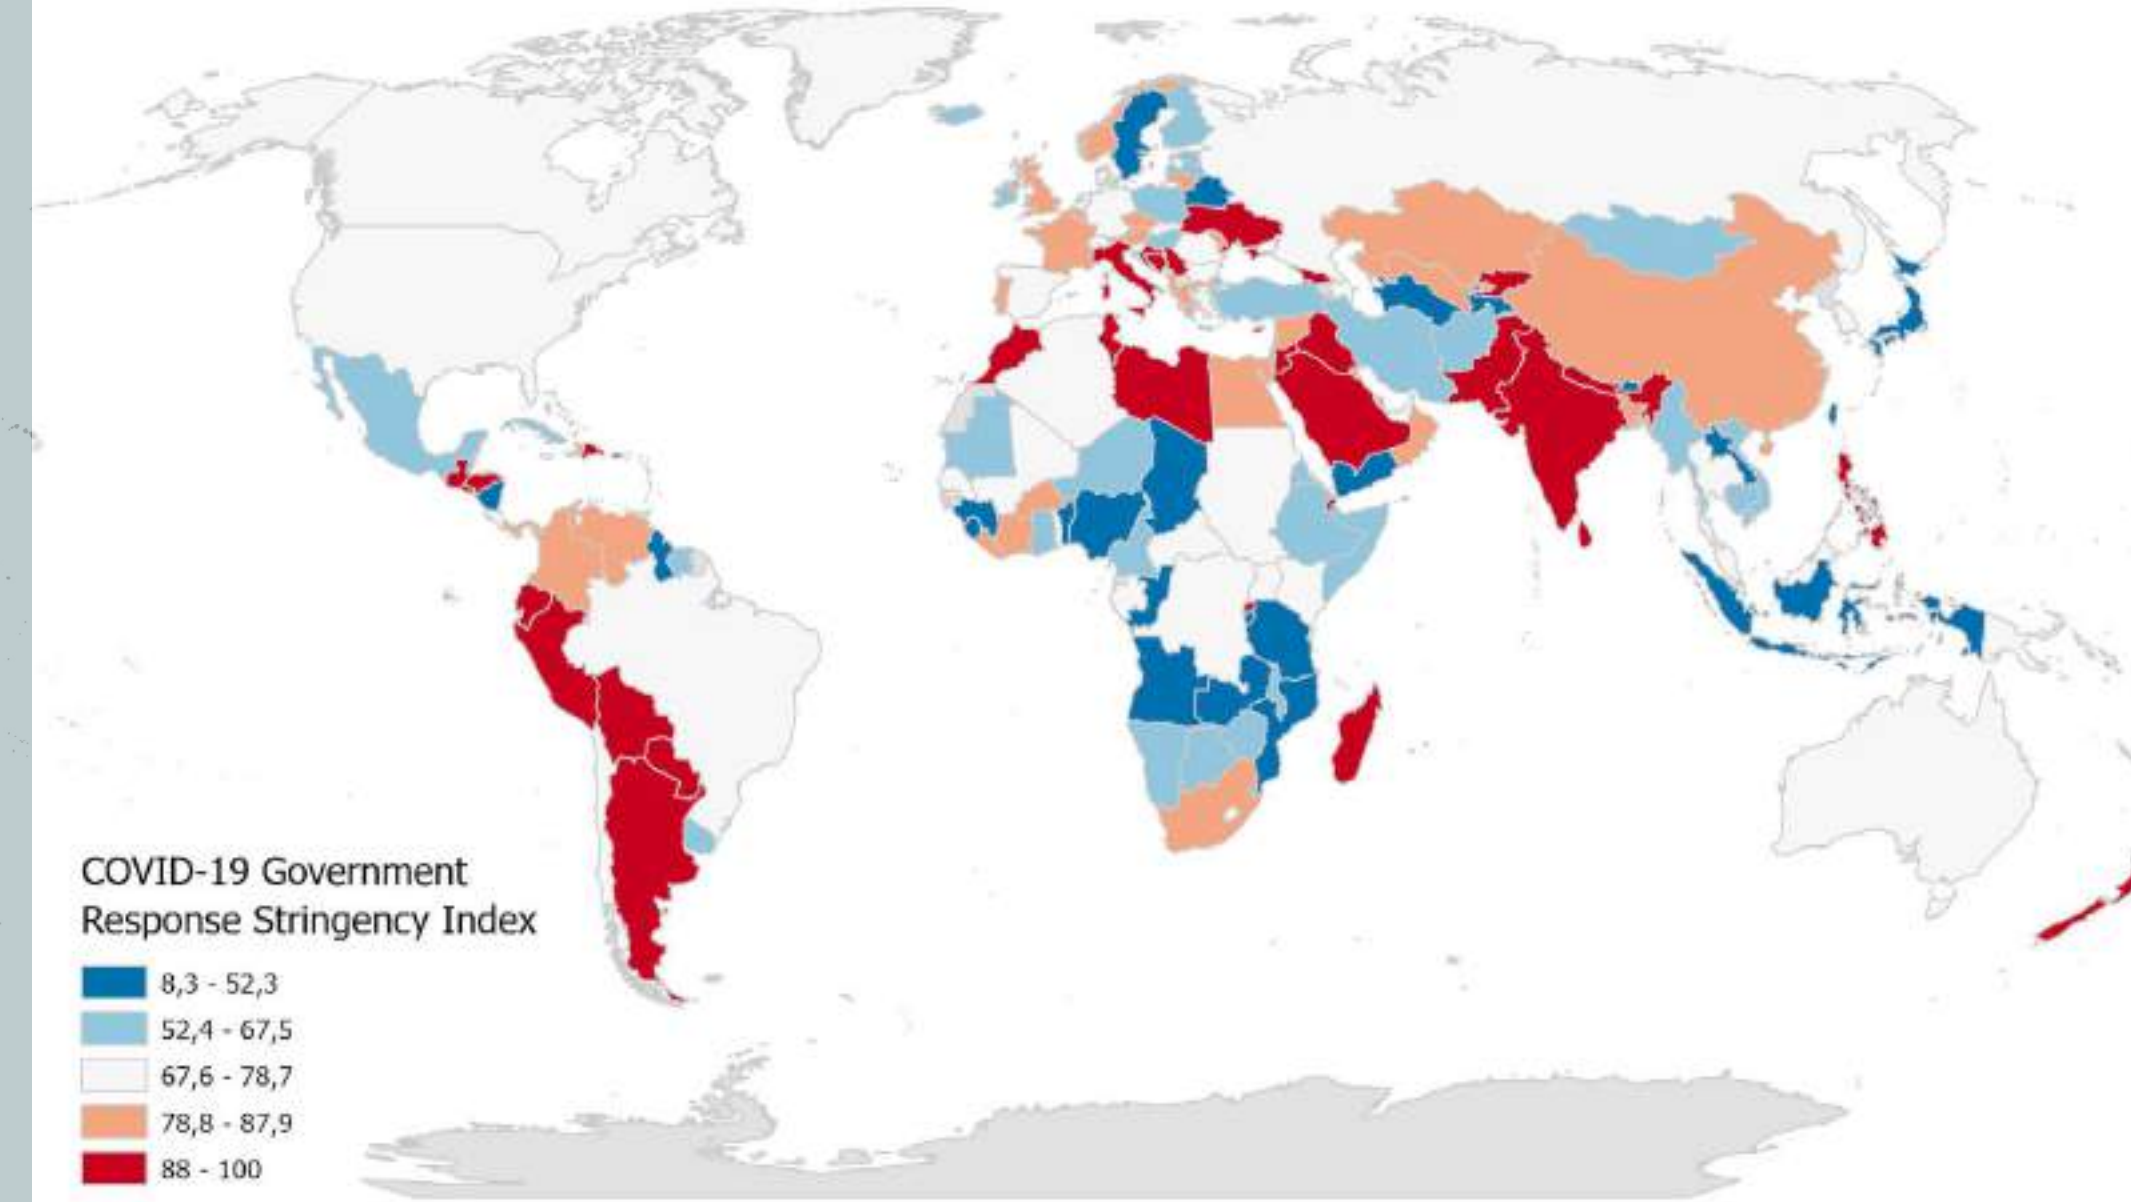 COVID-19 Government
Response Stringency Index
8,3 - 52,3
52,4 - 67,5
67,6 - 78,7
78,8 - 87,9
88 - 100